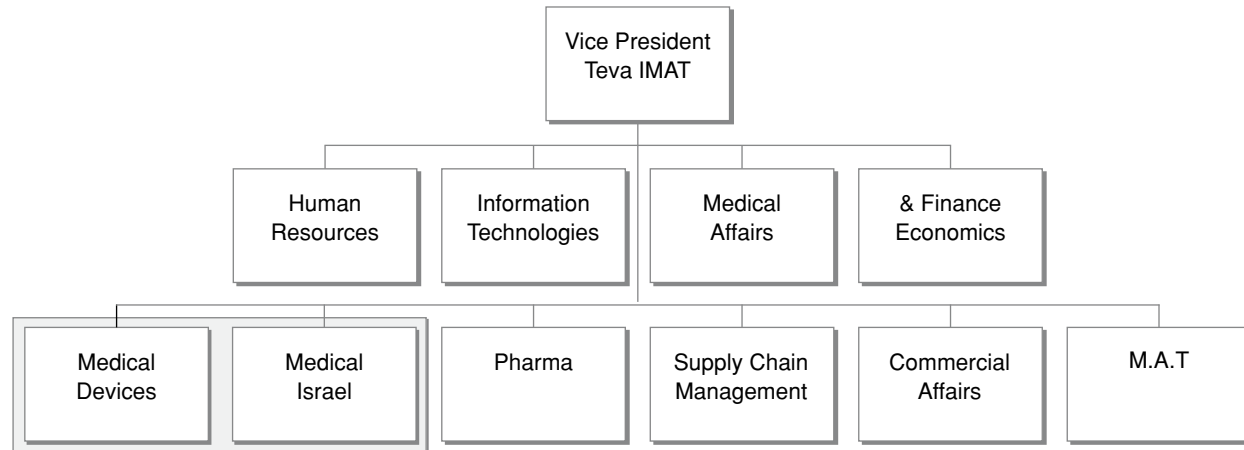 Vice President
Teva IMAT
Human
Resources
Information
Technologies
Medical
Affairs
& Finance
Economics
Medical
Devices
Medical
Israel
Pharma
Supply Chain
Management
Commercial
Affairs
M.A.T